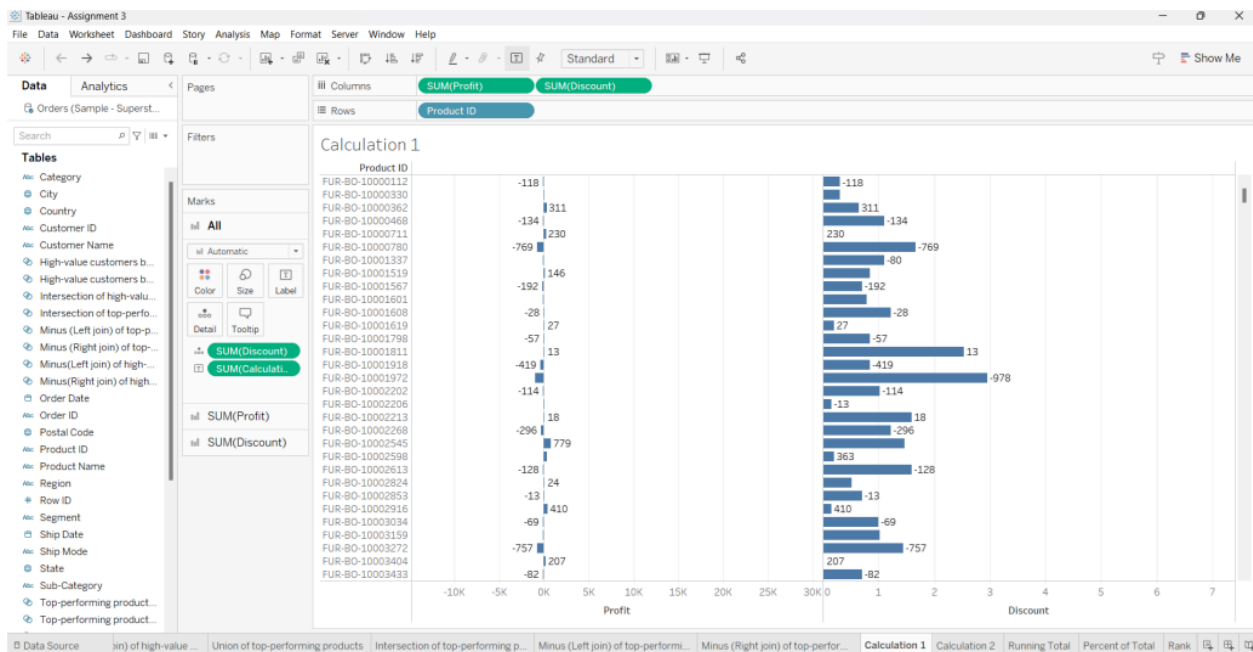 Tableau - Assignment 3
File Data Worksheet Dashboard Story Analysis Map Format Server Window Help
Standard
Show Me
Data Analytics
Orders (Sample - Superst...
Search
Tables
Abc Category
City
Country
Abc Customer ID
Abc Customer Name
High-value customers b...
High-value customers b...
Intersection of high-valu...
Intersection of top-perfo...
Minus (Left join) of top-p...
Minus (Right join) of top-...
Minus(Left join) of high-...
Minus(Right join) of high...
Order Date
Abc Order ID
Postal Code
Abc Product ID
Abc Product Name
Abc Region
# Row ID
Abc Segment
Ship Date
Abc Ship Mode
State
Abc Sub-Category
Top-performing product...
Top-performing product...
Pages
Filters
Marks
All
Automatic
Color Size Label
Detail Tooltip
SUM(Discount)
SUM(Calculati..
SUM(Profit)
SUM(Discount)
iii Columns SUM(Profit) SUM(Discount)
Rows Product ID
Calculation 1
Product ID
FUR-BO-10000112 -118 -118
FUR-BO-10000330
FUR-BO-10000362 311 311
FUR-BO-10000468 -134 -134
FUR-BO-10000711 230 230
FUR-BO-10000780 -769 -769
FUR-BO-10001337 -80
FUR-BO-10001519 146
FUR-BO-10001567 -192 -192
FUR-BO-10001601
FUR-BO-10001608 -28 -28
FUR-BO-10001619 27 27
FUR-BO-10001798 -57 -57
FUR-BO-10001811 13 13
FUR-BO-10001918 -419 -419
FUR-BO-10001972 -978
FUR-BO-10002202 -114 -114
FUR-BO-10002206 -13
FUR-BO-10002213 18 18
FUR-BO-10002268 -296 -296
FUR-BO-10002545 779
FUR-BO-10002598 363
FUR-BO-10002613 -128 -128
FUR-BO-10002824 24
FUR-BO-10002853 -13 -13
FUR-BO-10002916 410 410
FUR-BO-10003034 -69 -69
FUR-BO-10003159
FUR-BO-10003272 -757 -757
FUR-BO-10003404 207 207
FUR-BO-10003433 -82 -82
-10K -5K 0K 5K 10K 15K 20K 25K 30K 0 1 2 3 4 5 6 7
Profit Discount
Data Source oin) of high-value ... Union of top-performing products Intersection of top-performing p... Minus (Left join) of top-performi... Minus (Right join) of top-perfor... Calculation 1 Calculation 2 Running Total Percent of Total Rank